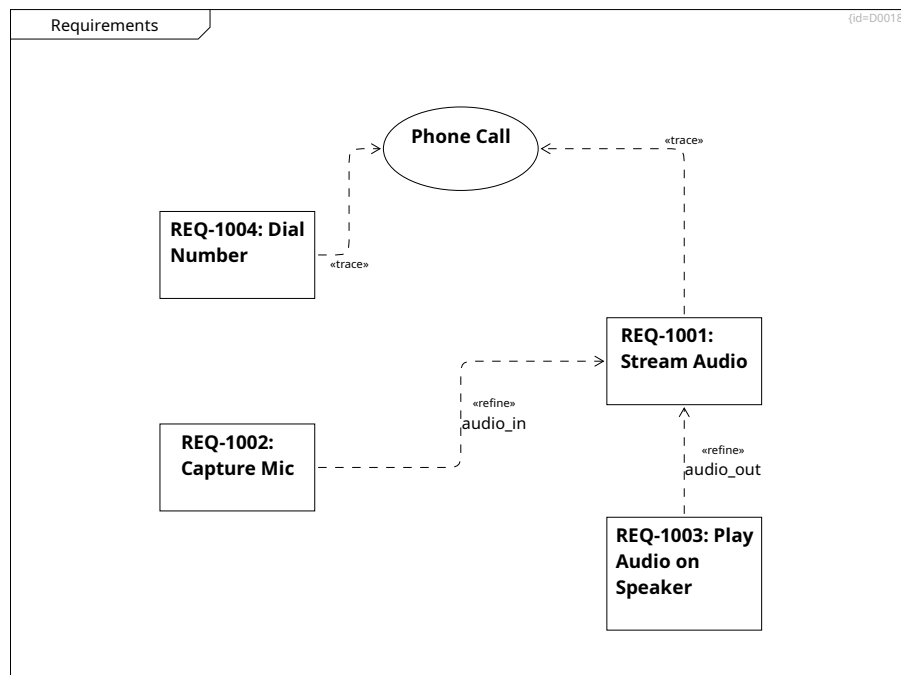 Requirements
{id=D0018
Phone Call
«trace»
REQ-1004: Dial
Number
«trace»
REQ-1001:
Stream Audio
«refine»
audio_in
REQ-1002:
Capture Mic
«refine»
audio_out
REQ-1003: Play
Audio on
Speaker